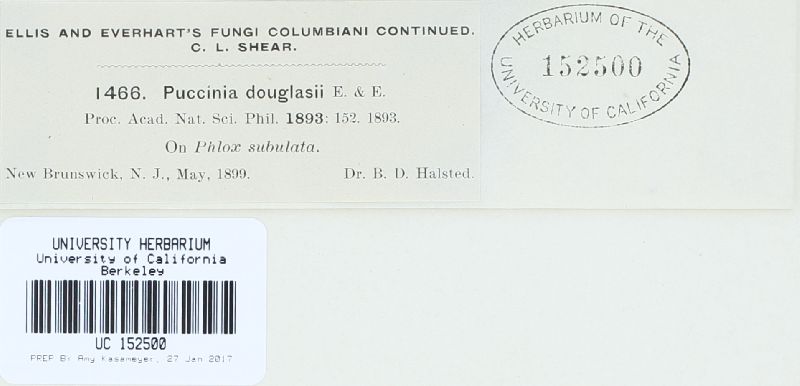 ELLIS AND EVERHART'S FUNGI COLUMBIANI CONTINUED.
C. L. SHEAR.
1466. Puccinia douglasii E. & E.
Proc. Acad. Nat. Sci. Phil. 1893: 152. 1893.
On Phlox subulata.
New Brunswick, N. J., May, 1899. Dr. B. D. Halsted.
HERBARIUM OF THE
152500
UNIVERSITY OF CALIFORNIA
UNIVERSITY HERBARIUM
University of California
Berkeley
UC 152500
PREP BY Amy Kasameyer, 27 Jan 2017